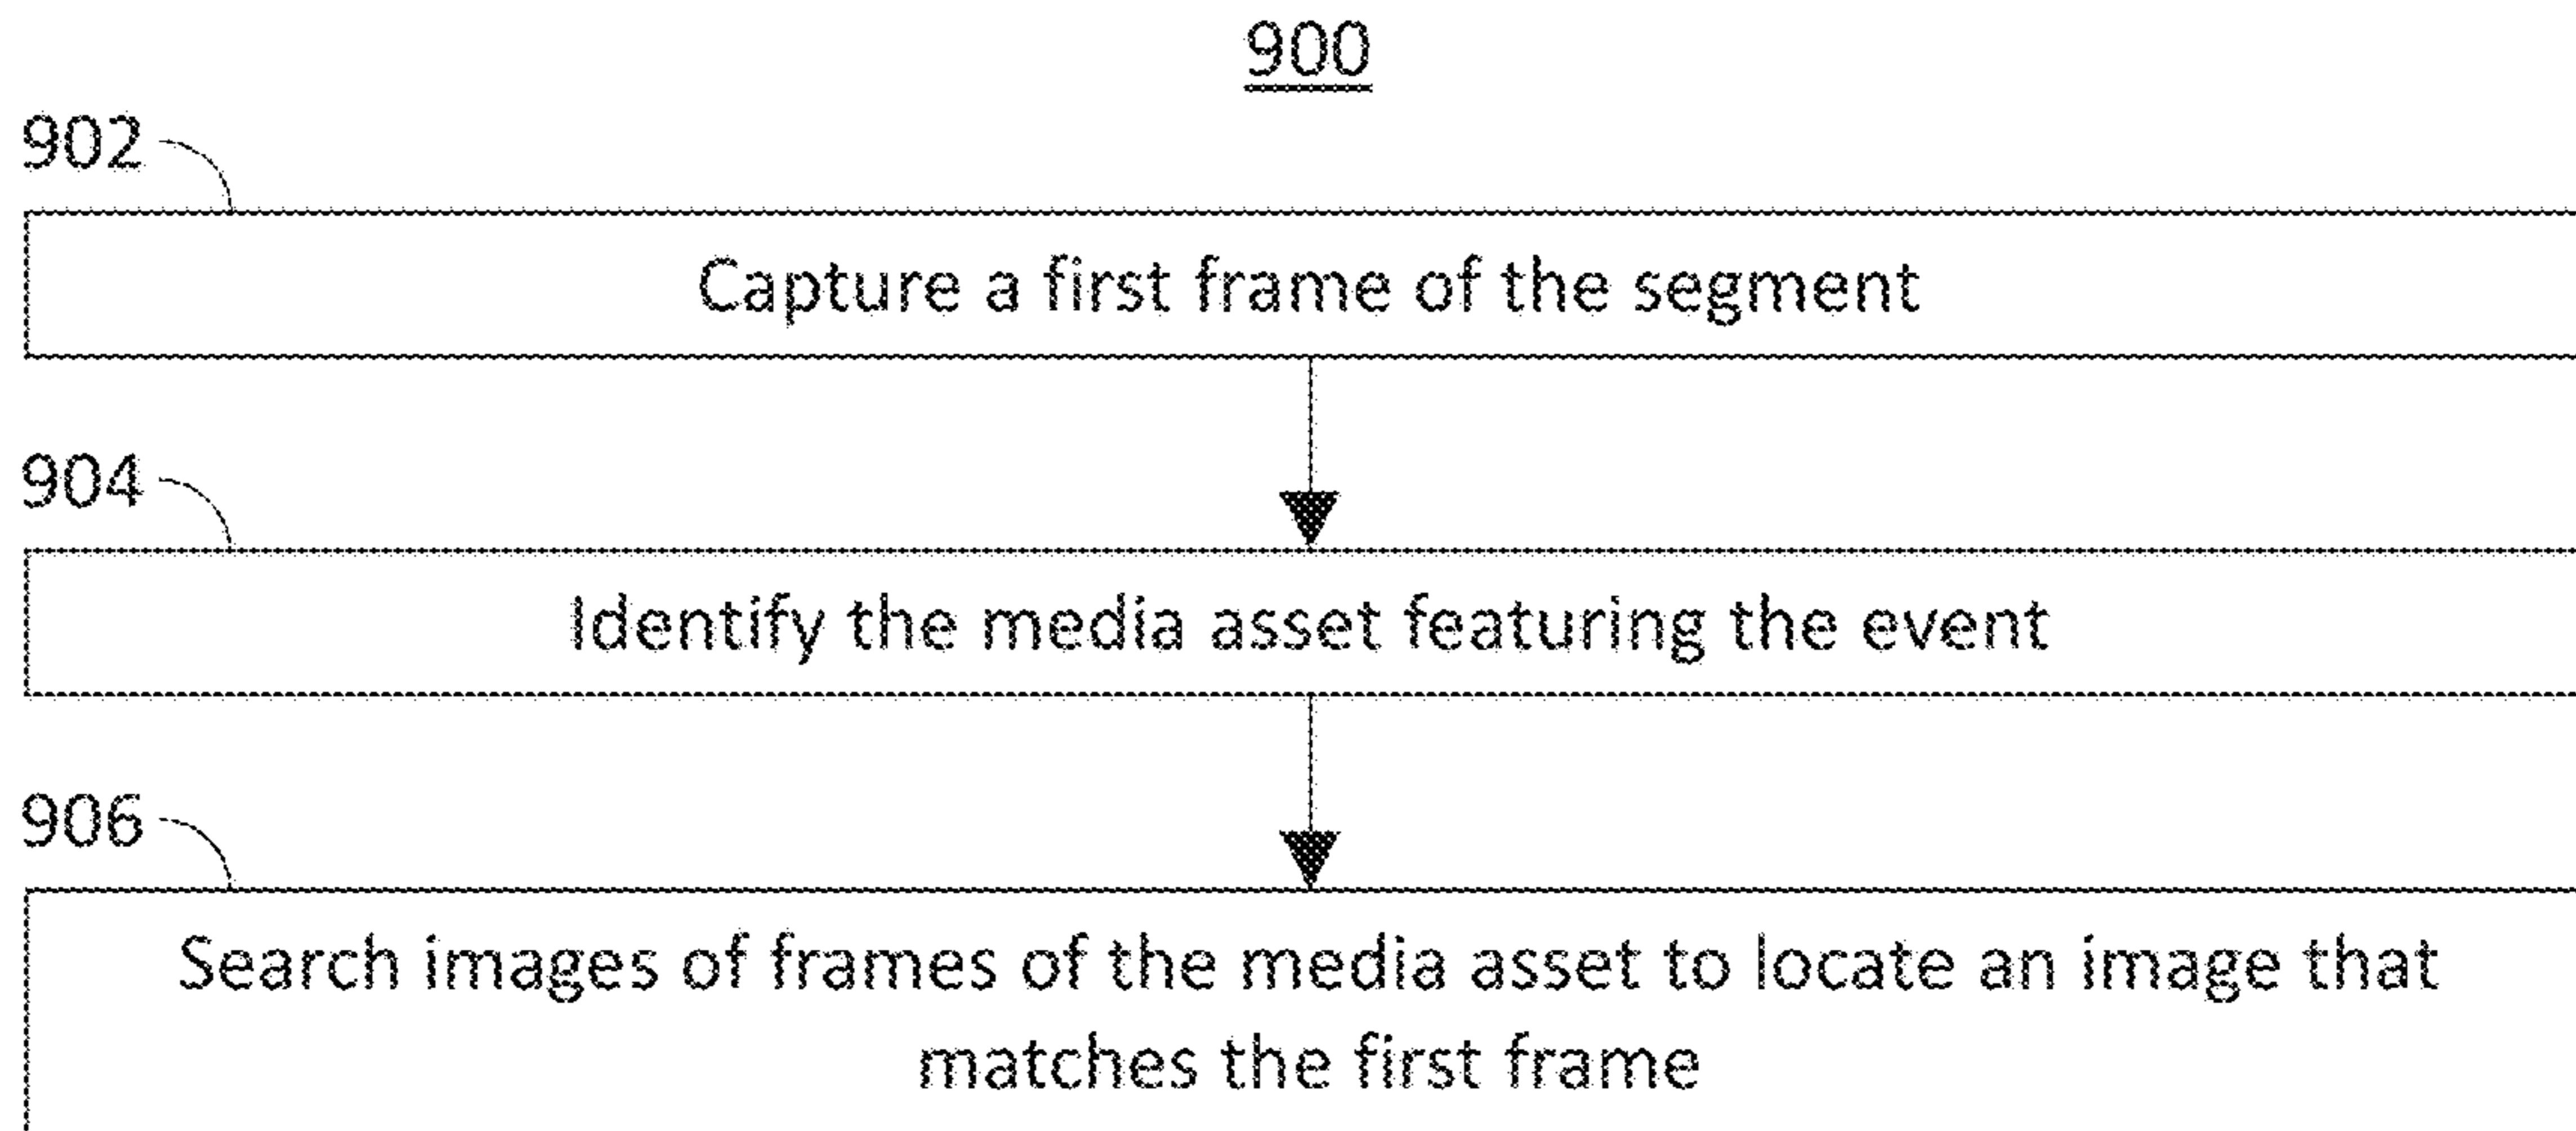 900
902
Capture a first frame of the segment
904
Identify the media asset featuring the event
906
Search images of frames of the media asset to locate an image that
matches the first frame